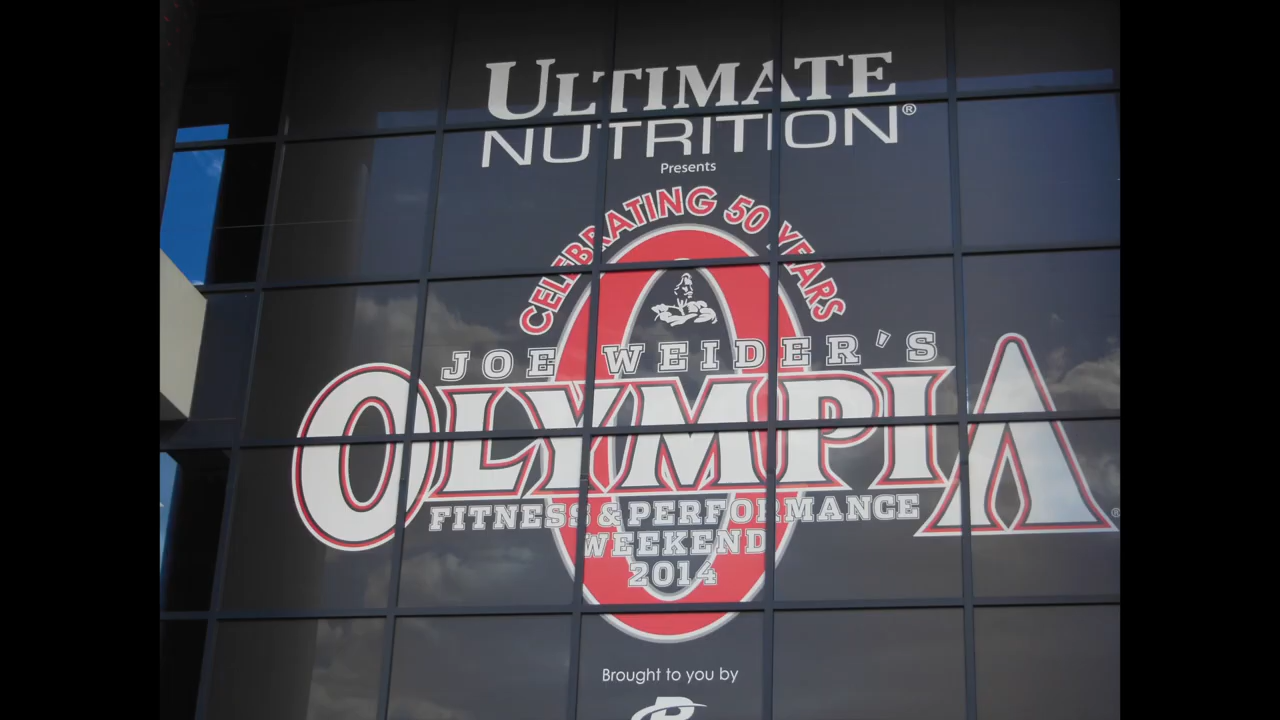 ULTIMATE
NUTRITION®
Presents
CELEBRATING 50 YEARS
JOE WEIDER'S
OLYMPIA®
FITNESS & PERFORMANCE
WEEKEND
2014
Brought to you by